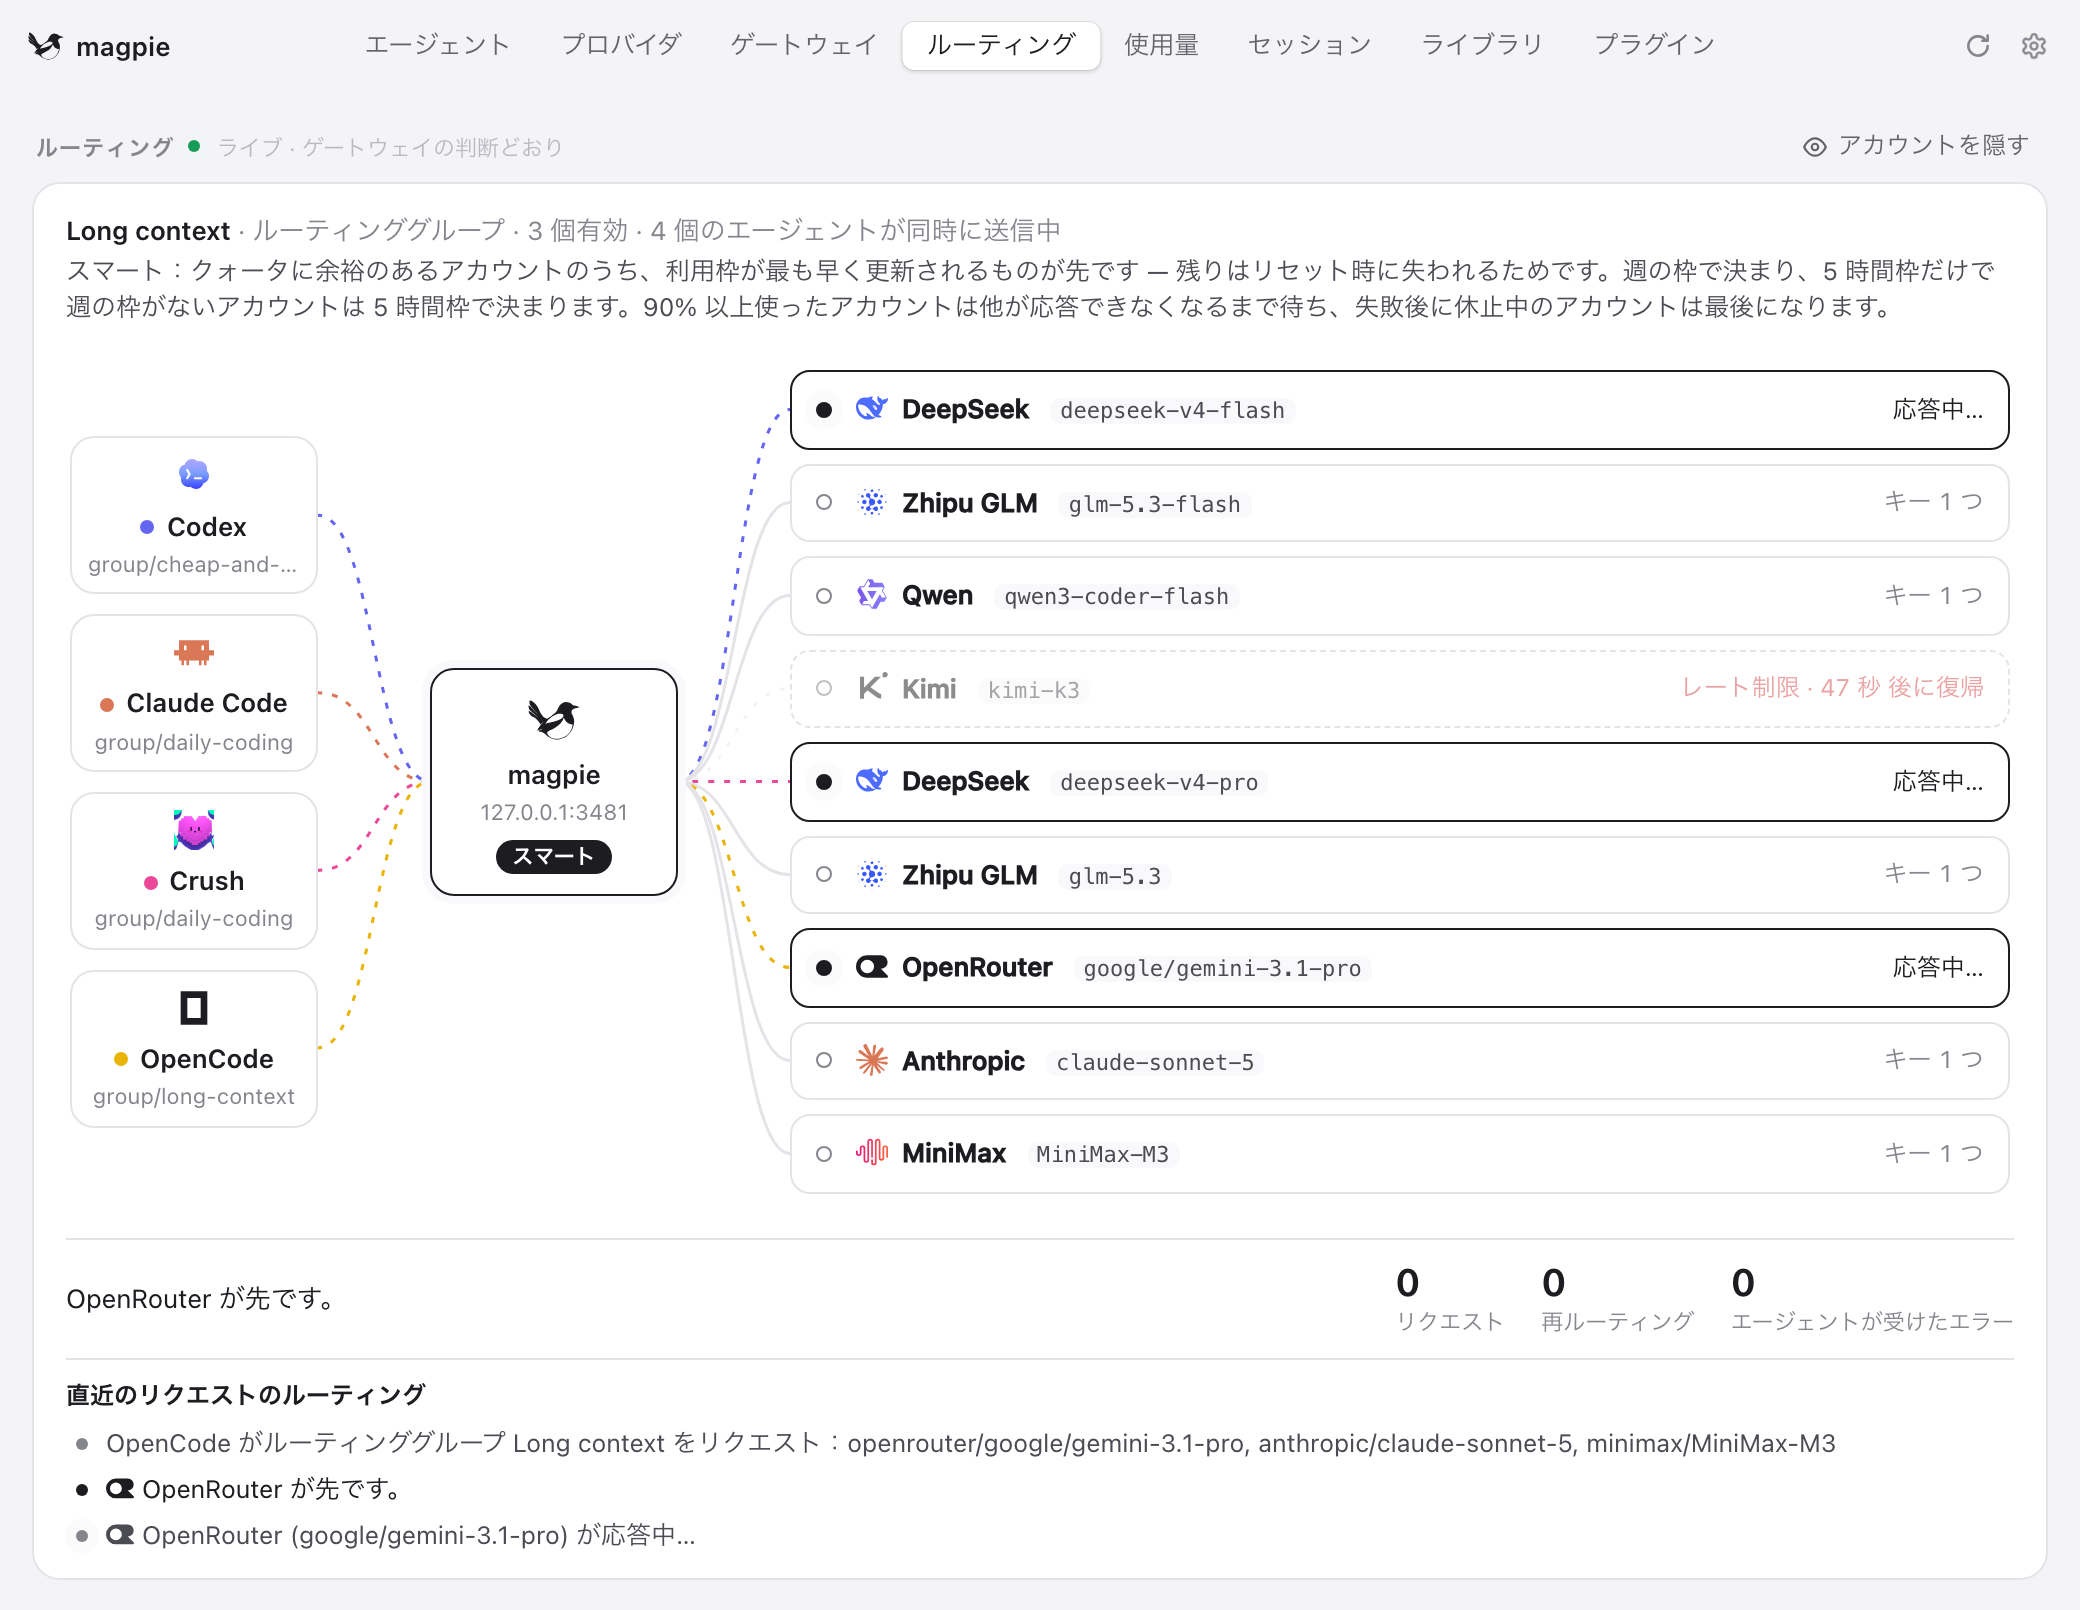 magpie
エージェント
プロバイダ
ゲートウェイ
ルーティング
使用量
セッション
ライブラリ
プラグイン
ルーティング ライブ · ゲートウェイの判断どおり
アカウントを隠す
Long context · ルーティンググループ · 3 個有効 · 4 個のエージェントが同時に送信中
スマート：クォータに余裕のあるアカウントのうち、利用枠が最も早く更新されるものが先です — 残りはリセット時に失われるためです。週の枠で決まり、5 時間枠だけで
週の枠がないアカウントは 5 時間枠で決まります。90% 以上使ったアカウントは他が応答できなくなるまで待ち、失敗後に休止中のアカウントは最後になります。
Codex
group/cheap-and-...
Claude Code
group/daily-coding
Crush
group/daily-coding
OpenCode
group/long-context
magpie
127.0.0.1:3481
スマート
DeepSeek deepseek-v4-flash 応答中...
Zhipu GLM glm-5.3-flash キー 1 つ
Qwen qwen3-coder-flash キー 1 つ
Kimi kimi-k3 レート制限 · 47 秒 後に復帰
DeepSeek deepseek-v4-pro 応答中...
Zhipu GLM glm-5.3 キー 1 つ
OpenRouter google/gemini-3.1-pro 応答中...
Anthropic claude-sonnet-5 キー 1 つ
MiniMax MiniMax-M3 キー 1 つ
OpenRouter が先です。
0 リクエスト
0 再ルーティング
0 エージェントが受けたエラー
直近のリクエストのルーティング
OpenCode がルーティンググループ Long context をリクエスト：openrouter/google/gemini-3.1-pro, anthropic/claude-sonnet-5, minimax/MiniMax-M3
OpenRouter が先です。
OpenRouter (google/gemini-3.1-pro) が応答中...